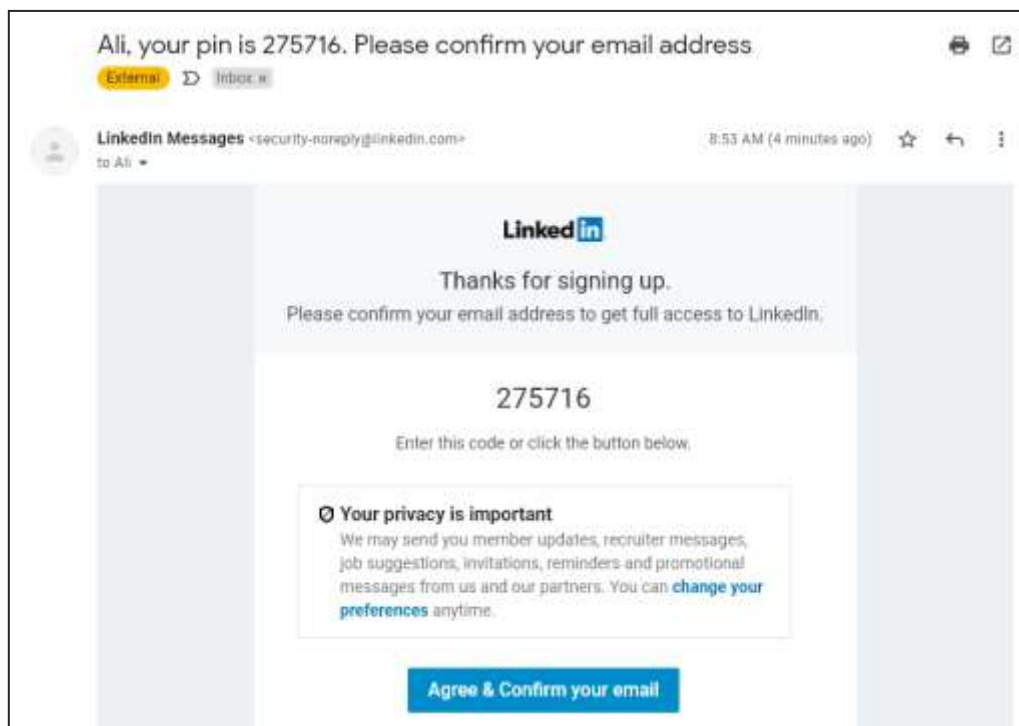 Ali, your pin is 275716. Please confirm your email address
External Inbox x
LinkedIn Messages <security-noreply@linkedin.com> 8:53 AM (4 minutes ago)
to Ali
Linked in
Thanks for signing up.
Please confirm your email address to get full access to LinkedIn.
275716
Enter this code or click the button below.
Your privacy is important
We may send you member updates, recruiter messages,
job suggestions, invitations, reminders and promotional
messages from us and our partners. You can change your
preferences anytime.
Agree & Confirm your email